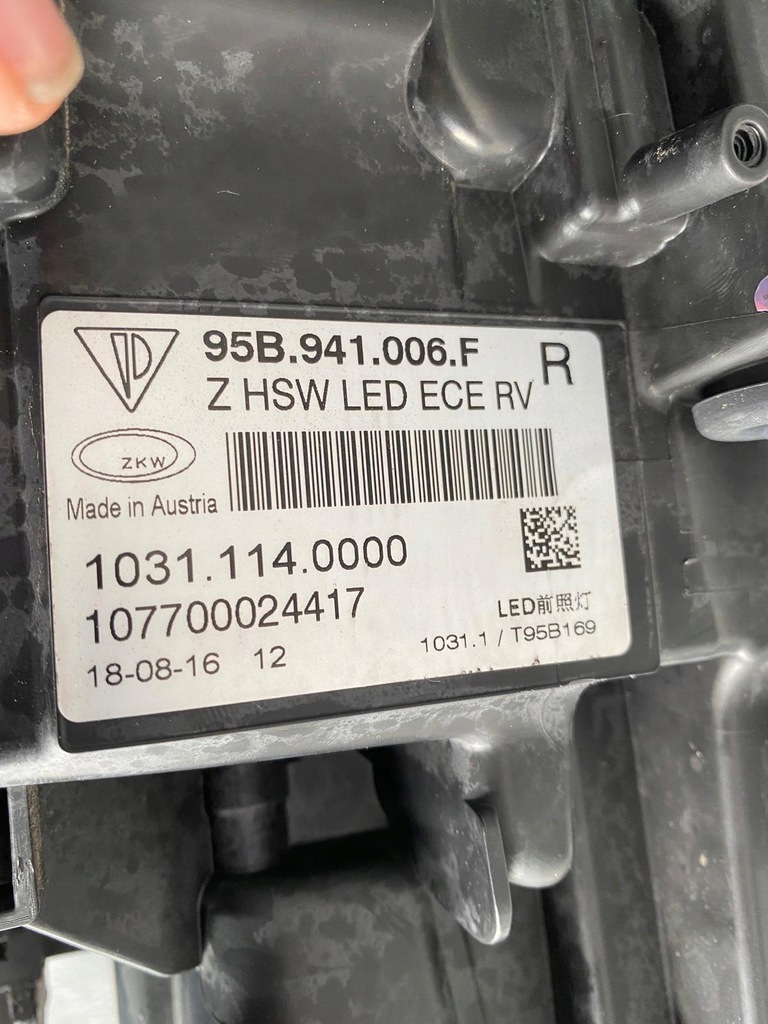 95B.941.006.F R
Z HSW LED ECE RV
ZKW
Made in Austria
1031.114.0000
107700024417
LED前照灯
18-08-16 12
1031.1 / T95B169